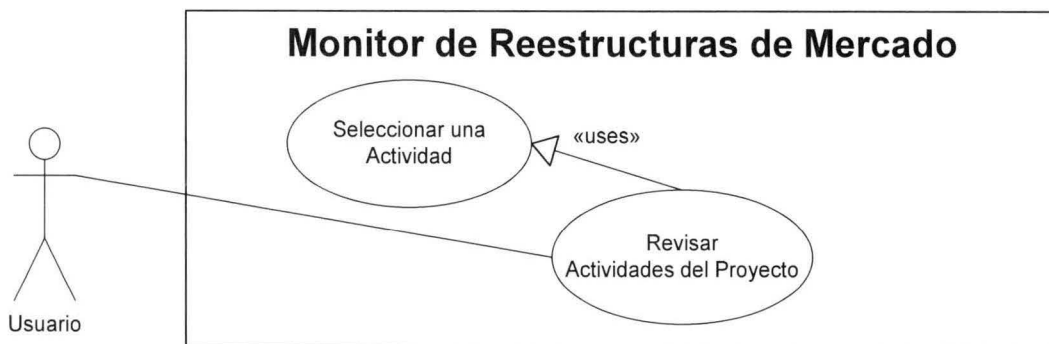 Monitor de Reestructuras de Mercado
Seleccionar una
Actividad
«uses»
Revisar
Actividades del Proyecto
Usuario